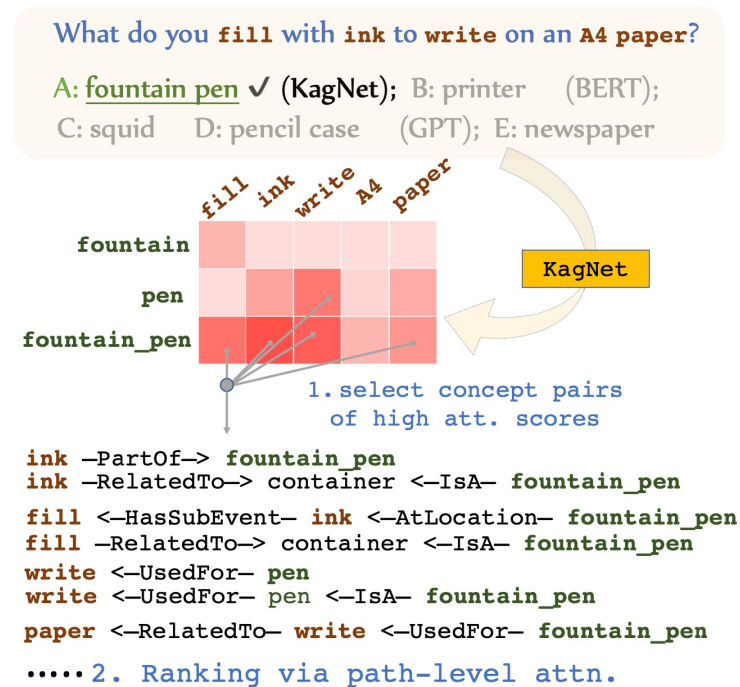 What do you fill with ink to write on an A4 paper?
A: fountain pen ✓ (KagNet); B: printer (BERT);
C: squid D: pencil case (GPT); E: newspaper
fill ink write A4 paper
fountain
pen
fountain_pen
KagNet
1. select concept pairs
of high att. scores
ink —PartOf—> fountain_pen
ink —RelatedTo—> container <—IsA— fountain_pen
fill <—HasSubEvent— ink <—AtLocation— fountain_pen
fill —RelatedTo—> container <—IsA— fountain_pen
write <—UsedFor— pen
write <—UsedFor— pen <—IsA— fountain_pen
paper <—RelatedTo— write <—UsedFor— fountain_pen
..... 2. Ranking via path-level attn.